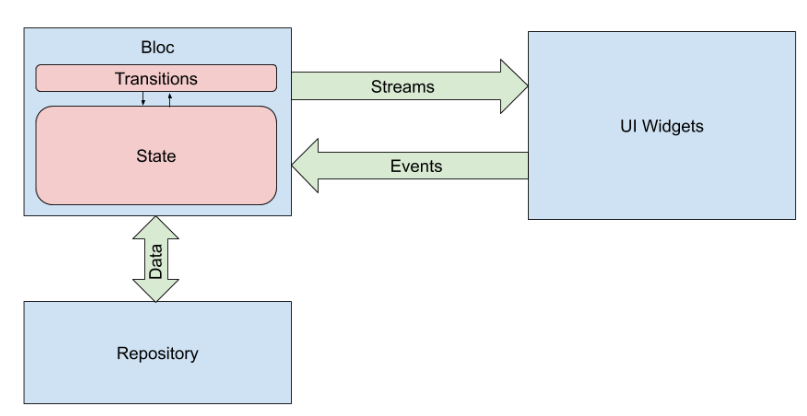 Bloc
Transitions
State
Streams
Events
UI Widgets
Data
Repository